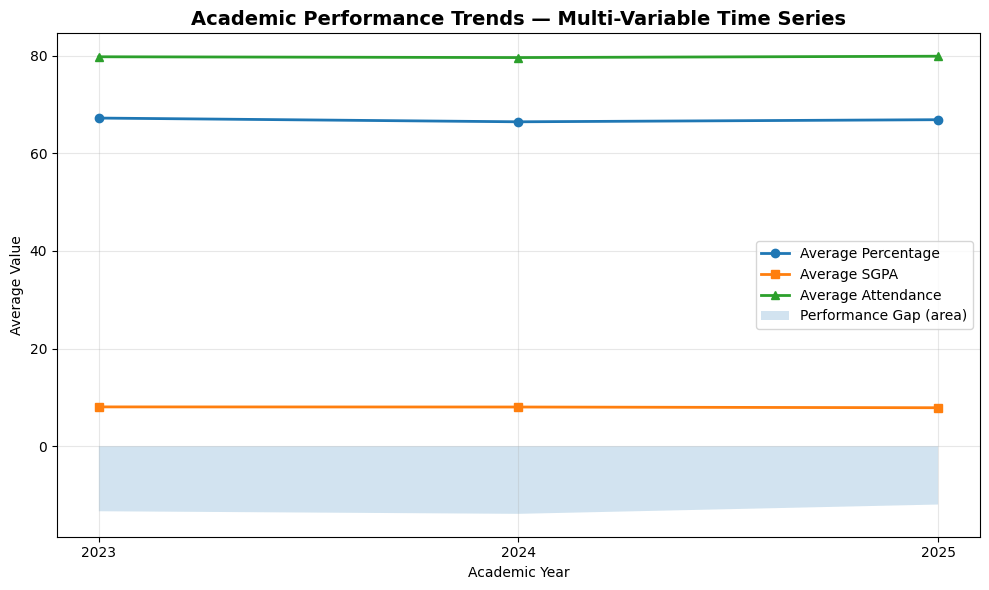 Academic Performance Trends — Multi-Variable Time Series
Average Value
80
60
40
20
0
Average Percentage
Average SGPA
Average Attendance
Performance Gap (area)
2023
2024
2025
Academic Year